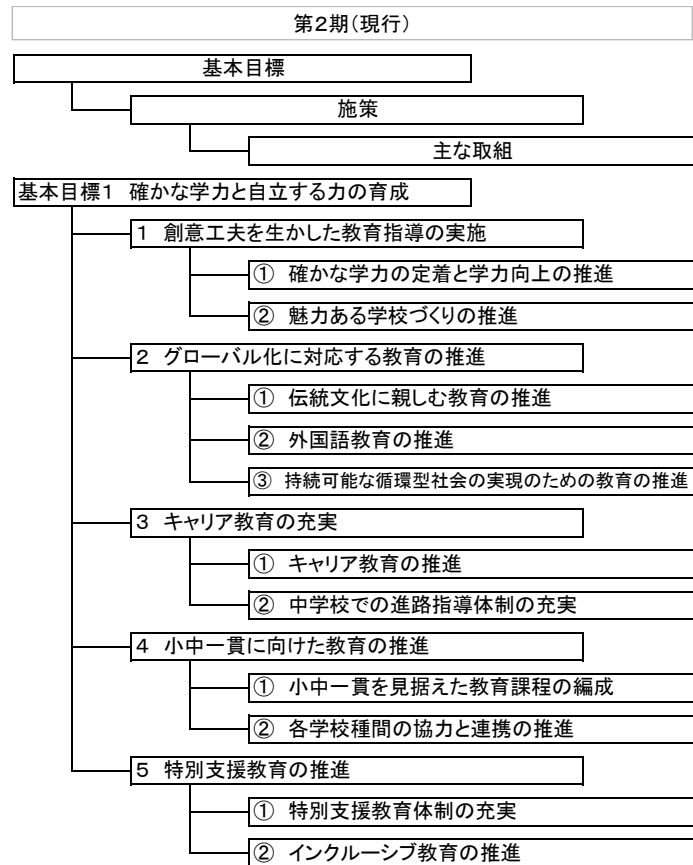 第２期（現行）
基本目標
施策
主な取組
基本目標１　確かな学力と自立する力の育成
１　創意工夫を生かした教育指導の実施
①　確かな学力の定着と学力向上の推進
②　魅力ある学校づくりの推進
２　グローバル化に対応する教育の推進
①　伝統文化に親しむ教育の推進
②　外国語教育の推進
③　持続可能な循環型社会の実現のための教育の推進
３　キャリア教育の充実
①　キャリア教育の推進
②　中学校での進路指導体制の充実
４　小中一貫に向けた教育の推進
①　小中一貫を見据えた教育課程の編成
②　各学校種間の協力と連携の推進
５　特別支援教育の推進
①　特別支援教育体制の充実
②　インクルーシブ教育の推進